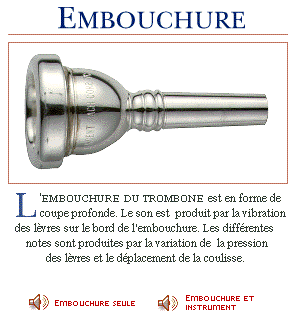 EMBOUCHURE
L'EMBOUCHURE DU TROMBONE est en forme de
coupe profonde. Le son est produit par la vibration
des lèvres sur le bord de l'embouchure. Les différentes
notes sont produites par la variation de la pression
des lèvres et le déplacement de la coulisse.
EMBOUCHURE SEULE
EMBOUCHURE ET
INSTRUMENT